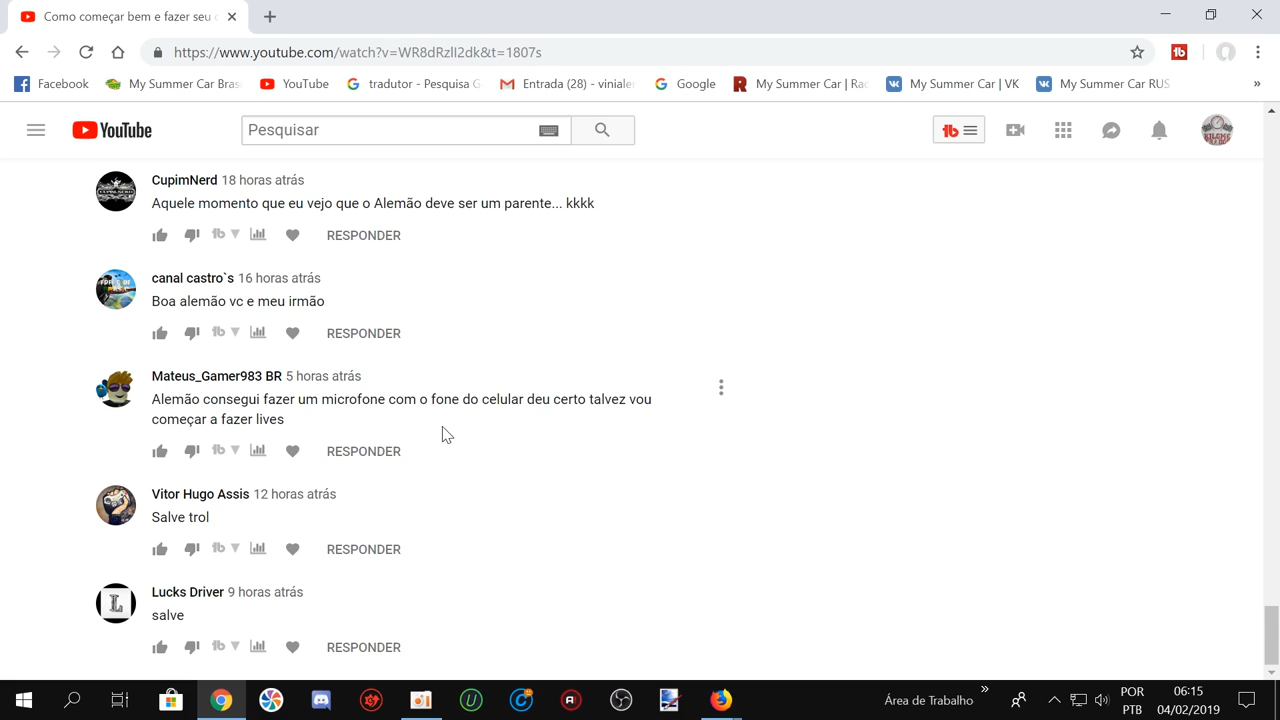 Como começar bem e fazer seu c
https://www.youtube.com/watch?v=WR8dRzlI2dk&t=1807s
Facebook My Summer Car Bras YouTube tradutor - Pesquisa G Entrada (28) - vinialer Google My Summer Car | Rac My Summer Car | VK My Summer Car RUS »
YouTube Pesquisar
CupimNerd 18 horas atrás
Aquele momento que eu vejo que o Alemão deve ser um parente... kkkk
RESPONDER
canal castro`s 16 horas atrás
Boa alemão vc e meu irmão
RESPONDER
Mateus_Gamer983 BR 5 horas atrás
Alemão consegui fazer um microfone com o fone do celular deu certo talvez vou
começar a fazer lives
RESPONDER
Vitor Hugo Assis 12 horas atrás
Salve trol
RESPONDER
Lucks Driver 9 horas atrás
salve
RESPONDER
Área de Trabalho » POR 06:15
PTB 04/02/2019